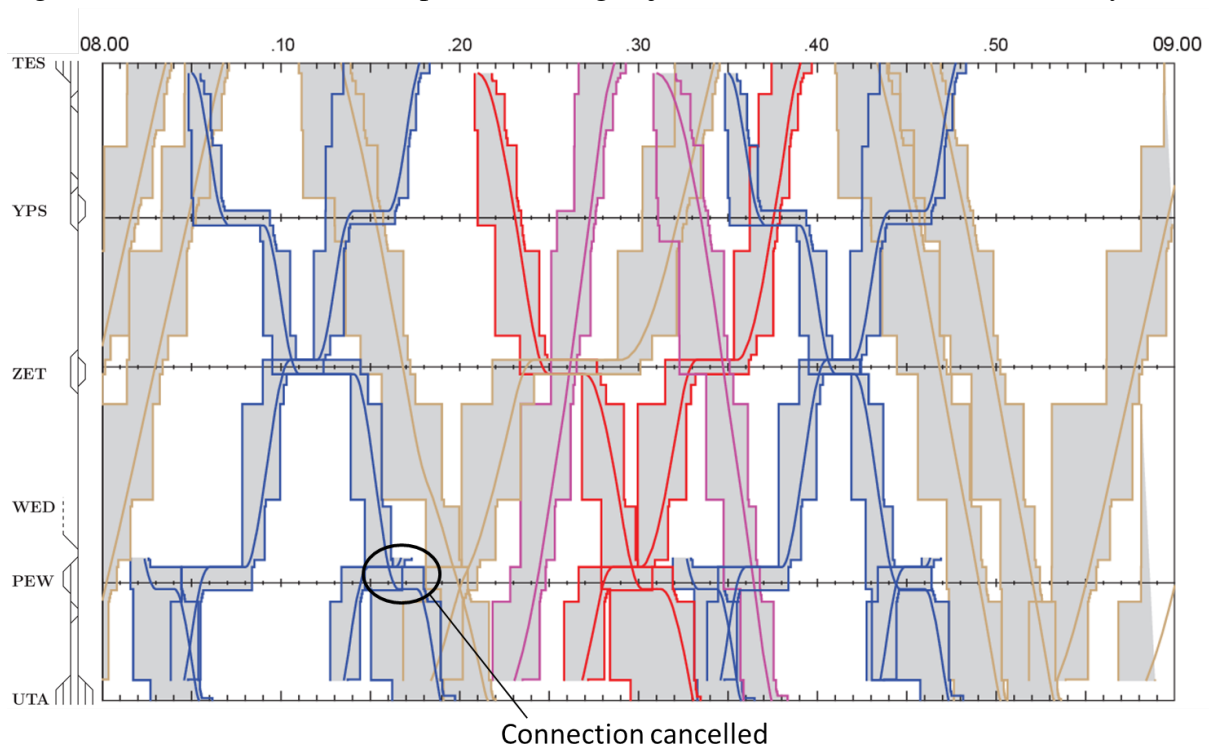 08.00 .10 .20 .30 .40 .50 09.00
TES
YPS
ZET
WED
PEW
UTA
Connection cancelled